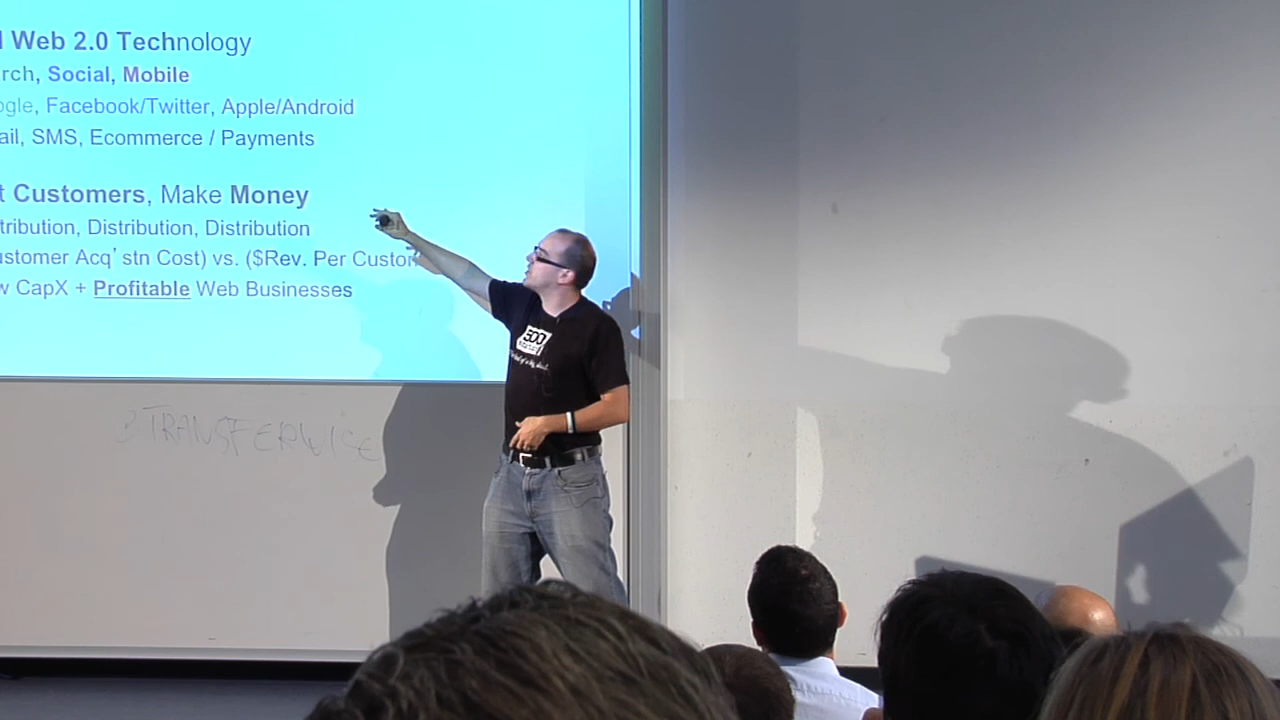 Web 2.0 Technology
rch, Social, Mobile
ogle, Facebook/Twitter, Apple/Android
ail, SMS, Ecommerce / Payments
t Customers, Make Money
tribution, Distribution, Distribution
ustomer Acq'stn Cost) vs. ($Rev. Per Custom
w CapX + Profitable Web Businesses
500
TRANSFERWISE